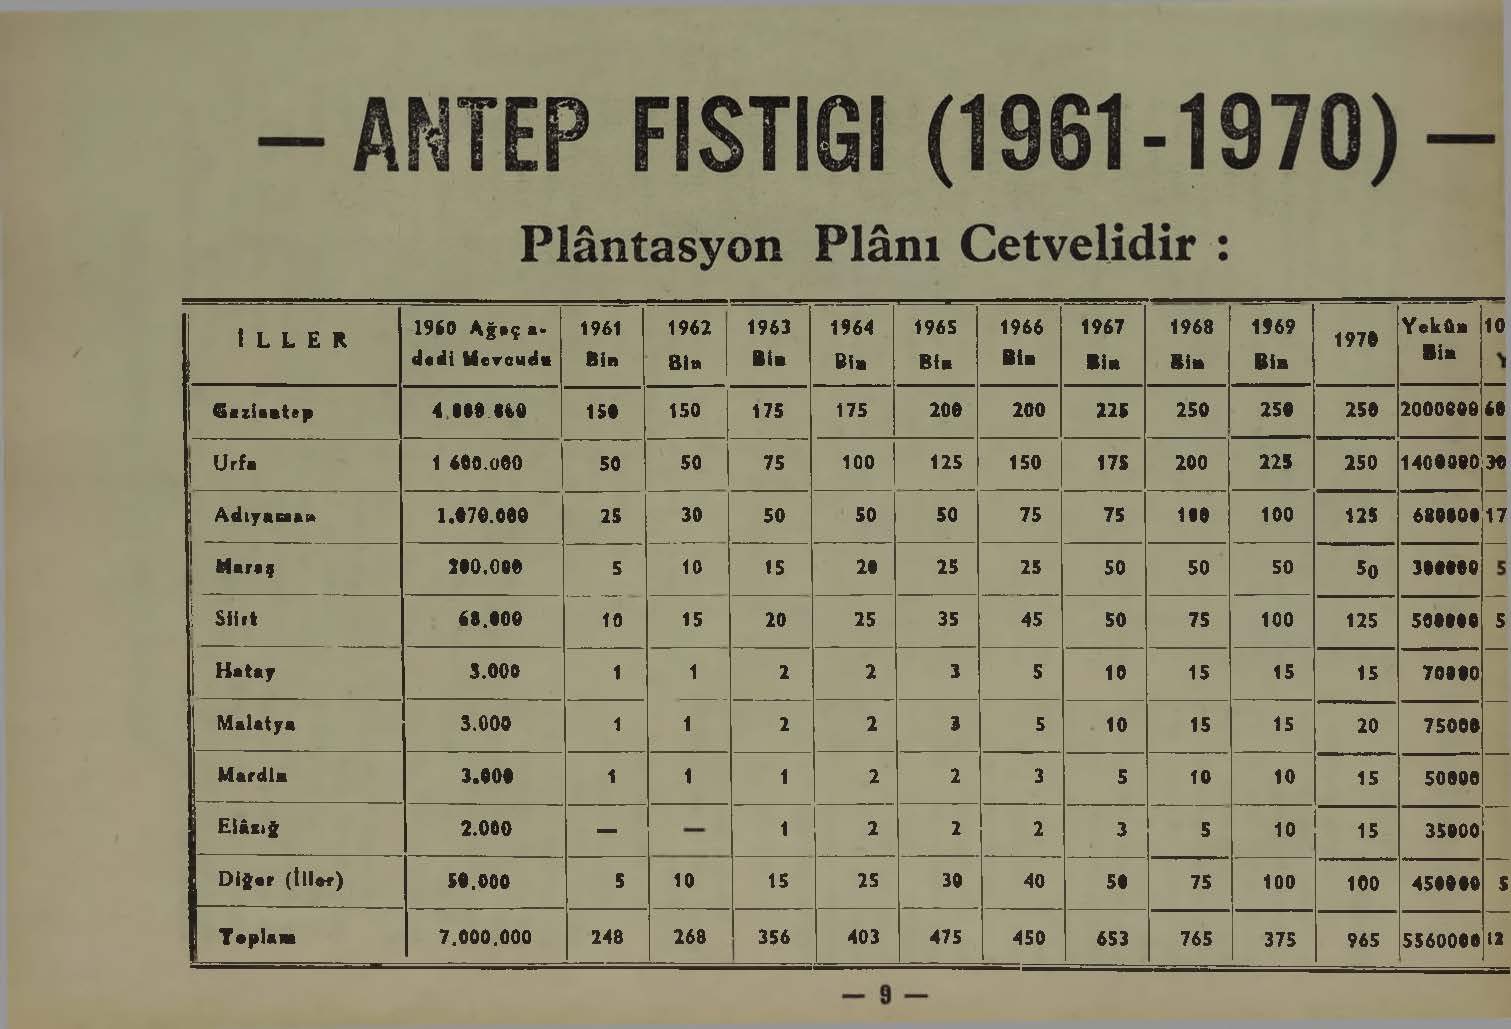 — ANTEP FISTIGI (1961-1970) —
Plântasyon Plânı Cetvelidir :
İLLER 1960 Ağaç a- dedi Mevcudu 1961 Bin 1962 Bin 1963 Bin 1964 Bin 1965 Bin 1966 Bin 1967 Bin 1968 Bin 1969 Bin 1970 Yekûn Bin 10
Gaziantep 150 150 175 175 200 200 225 250 250 250 2000000 60
Urfa 1 600.000 50 50 75 100 125 150 175 200 225 250 1400000 30
Adıyaman 1.070.000 25 30 50 50 50 75 75 100 100 125 680000 17
Maraş 200.000 5 10 15 20 25 25 50 50 50 50 300000 5
Siirt 68.000 10 15 20 25 35 45 50 75 100 125 500000 5
Hatay 3.000 1 1 2 2 3 5 10 15 15 15 70000
Malatya 3.000 1 1 2 2 3 5 10 15 15 20 75000
Mardin 3.000 1 1 1 2 2 3 5 10 10 15 50000
Elâzığ 2.000 — — 1 2 2 2 3 5 10 15 35000
Diğer (İller) 50.000 5 10 15 25 30 40 50 75 100 100 450000 5
Toplam 7.000.000 248 268 356 403 475 450 653 765 375 965 5560000 12
— 9 —